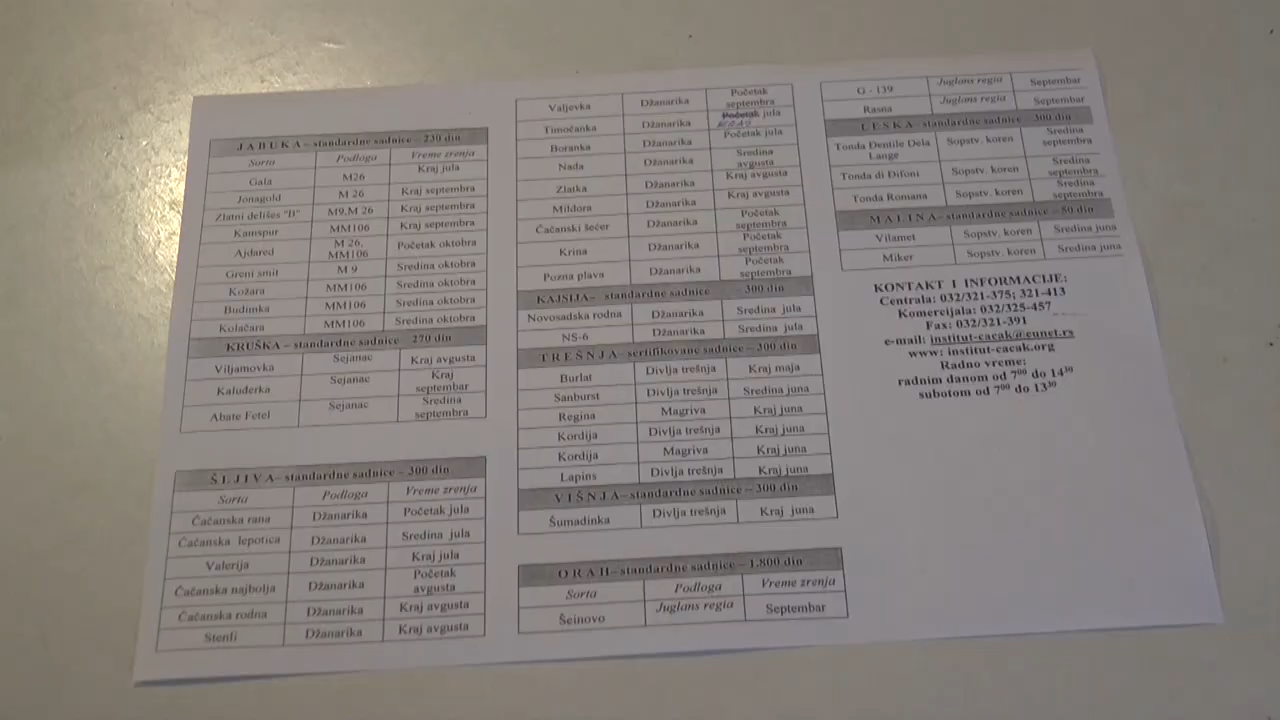 J A B U K A – standardne sadnice – 230 din
Sorta Podloga Vreme zrenja
Gala M26 Kraj jula
Jonagold M 26 Kraj septembra
Zlatni delišes "B" M9,M 26 Kraj septembra
Kamspur MM106 Kraj septembra
Ajdared M 26, MM106 Početak oktobra
Greni smit M 9 Sredina oktobra
Kožara MM106 Sredina oktobra
Budimka MM106 Sredina oktobra
Kolačara MM106 Sredina oktobra
KRUŠKA – standardne sadnice – 270 din
Viljamovka Sejanac Kraj avgusta
Kaluđerka Sejanac Kraj septembar
Abate Fetel Sejanac Sredina septembra
Š L J I V A– standardne sadnice – 300 din
Sorta Podloga Vreme zrenja
Čačanska rana Džanarika Početak jula
Čačanska lepotica Džanarika Sredina jula
Valerija Džanarika Kraj jula
Čačanska najbolja Džanarika Početak avgusta
Čačanska rodna Džanarika Kraj avgusta
Stenli Džanarika Kraj avgusta
Valjevka Džanarika Početak septembra
Timočanka Džanarika Početak jula
Boranka Džanarika Početak jula
Nada Džanarika Sredina avgusta
Zlatka Džanarika Kraj avgusta
Mildora Džanarika Kraj avgusta
Čačanski šećer Džanarika Početak septembra
Krina Džanarika Početak septembra
Pozna plava Džanarika Početak septembra
KAJSIJA– standardne sadnice – 300 din
Novosadska rodna Džanarika Sredina jula
NS-6 Džanarika Sredina jula
T R E Š N J A – sertifikovane sadnice – 300 din
Burlat Divlja trešnja Kraj maja
Sanburst Divlja trešnja Sredina juna
Regina Magriva Kraj juna
Kordija Divlja trešnja Kraj juna
Kordija Magriva Kraj juna
Lapins Divlja trešnja Kraj juna
V I Š N J A– standardne sadnice – 300 din
Šumadinka Divlja trešnja Kraj juna
O R A H– standardne sadnice – 1.800 din
Sorta Podloga Vreme zrenja
Šeinovo Juglans regia Septembar
G - 139 Juglans regia Septembar
Rasna Juglans regia Septembar
L E S K A – standardne sadnice – 300 din
Tonda Dentile Dela Lange Sopstv. koren Sredina septembra
Tonda di Difoni Sopstv. koren Sredina septembra
Tonda Romana Sopstv. koren Sredina septembra
M A L I N A– standardne sadnice – 50 din
Vilamet Sopstv. koren Sredina juna
Miker Sopstv. koren Sredina juna
KONTAKT I INFORMACIJE:
Centrala: 032/321-375; 321-413
Komercijala: 032/325-457
Fax: 032/321-391
e-mail: institut-cacak@eunet.rs
www: institut-cacak.org
Radno vreme:
radnim danom od 7⁰⁰ do 14³⁰
subotom od 7⁰⁰ do 13³⁰